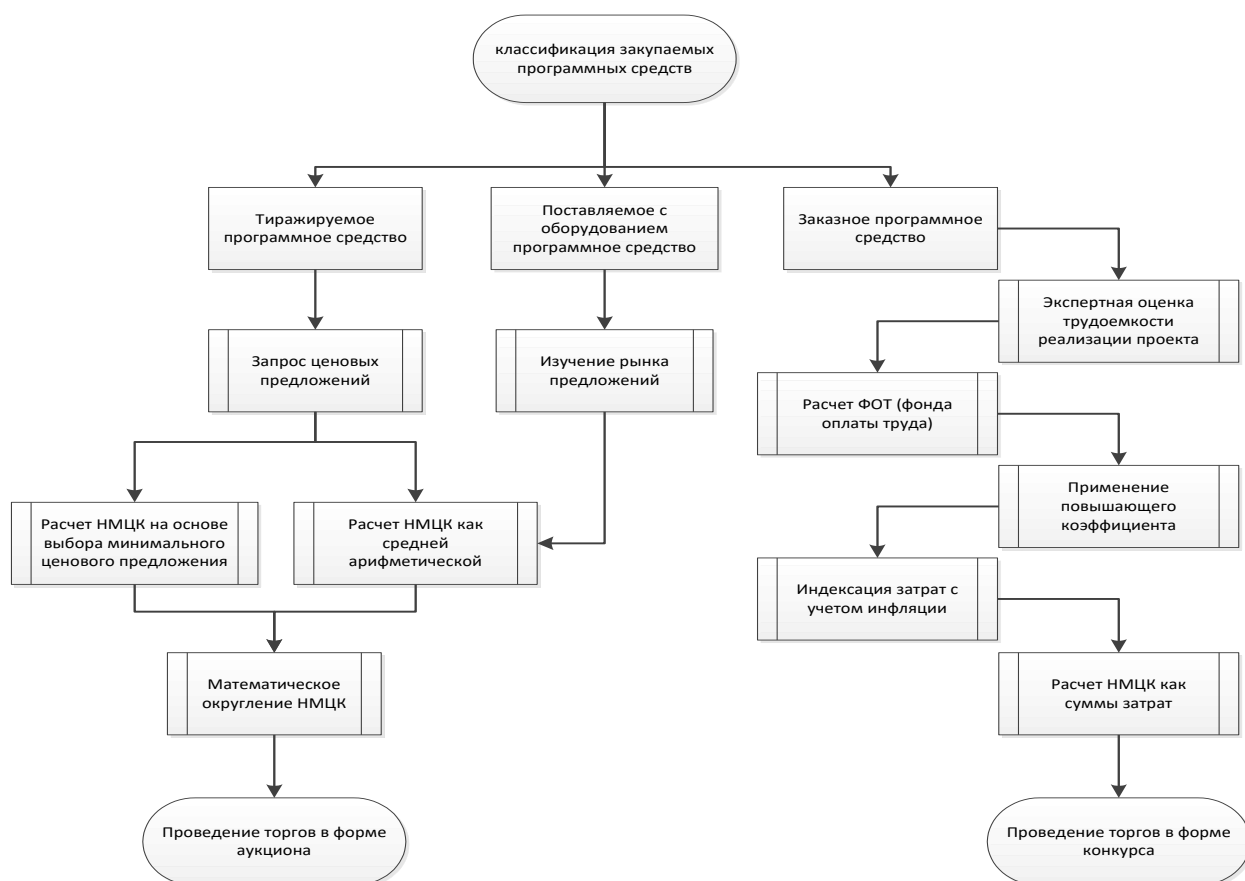 классификация закупаемых
программных средств
Тиражируемое
программное средство
Поставляемое с
оборудованием
программное средство
Заказное программное
средство
Экспертная оценка
трудоемкости
реализации проекта
Запрос ценовых
предложений
Изучение рынка
предложений
Расчет ФОТ (фонда
оплаты труда)
Применение
повышающего
коэффициента
Расчет НМЦК на основе
выбора минимального
ценового предложения
Расчет НМЦК как
средней
арифметической
Индексация затрат с
учетом инфляции
Математическое
округление НМЦК
Расчет НМЦК как
суммы затрат
Проведение торгов в форме
аукциона
Проведение торгов в форме
конкурса